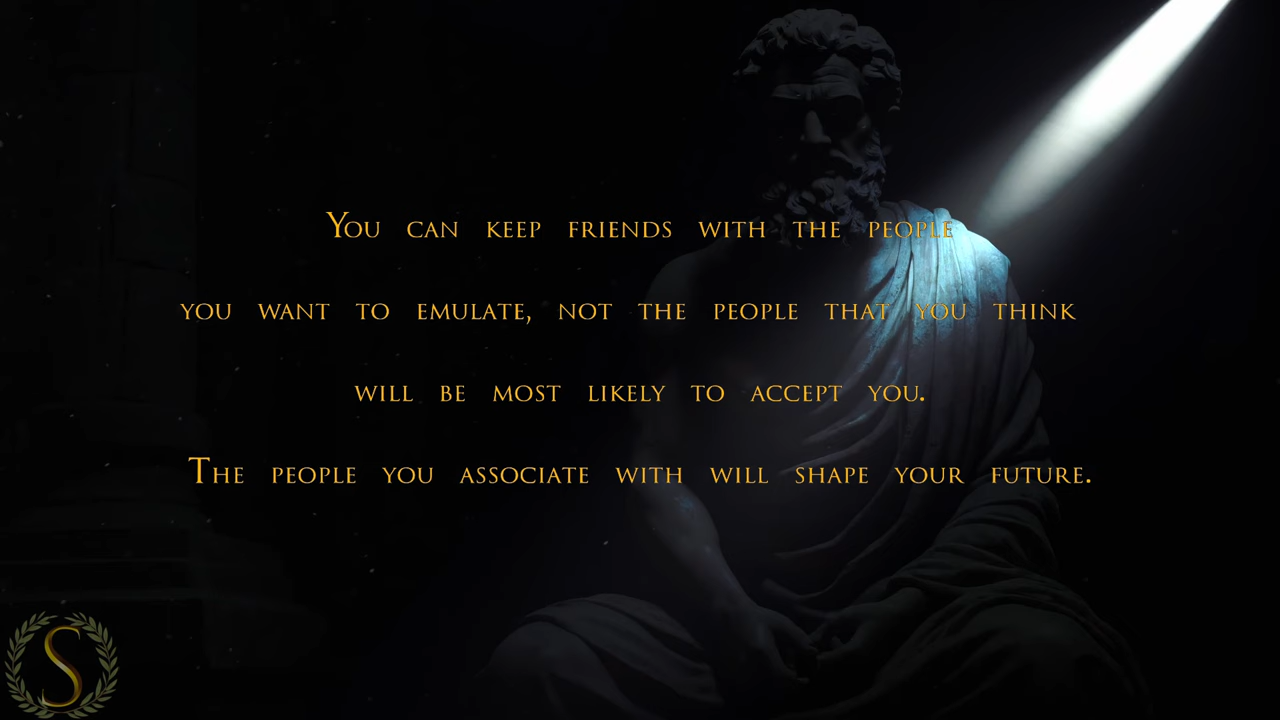 You can keep friends with the people
you want to emulate, not the people that you think
will be most likely to accept you.
The people you associate with will shape your future.
S